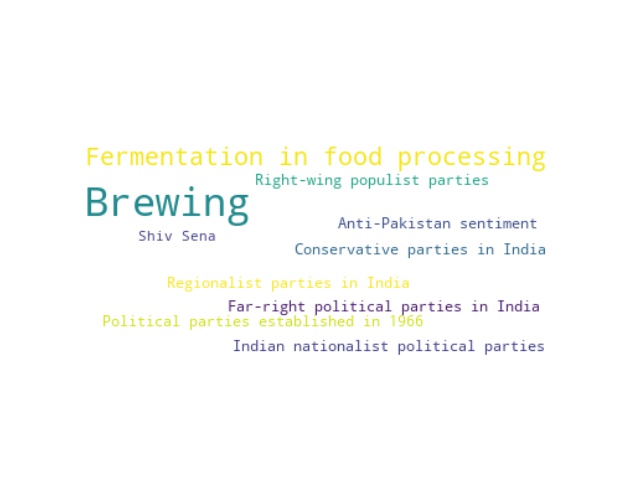 Fermentation in food processing
Right-wing populist parties
Brewing
Anti-Pakistan sentiment
Shiv Sena
Conservative parties in India
Regionalist parties in India
Far-right political parties in India
Political parties established in 1966
Indian nationalist political parties